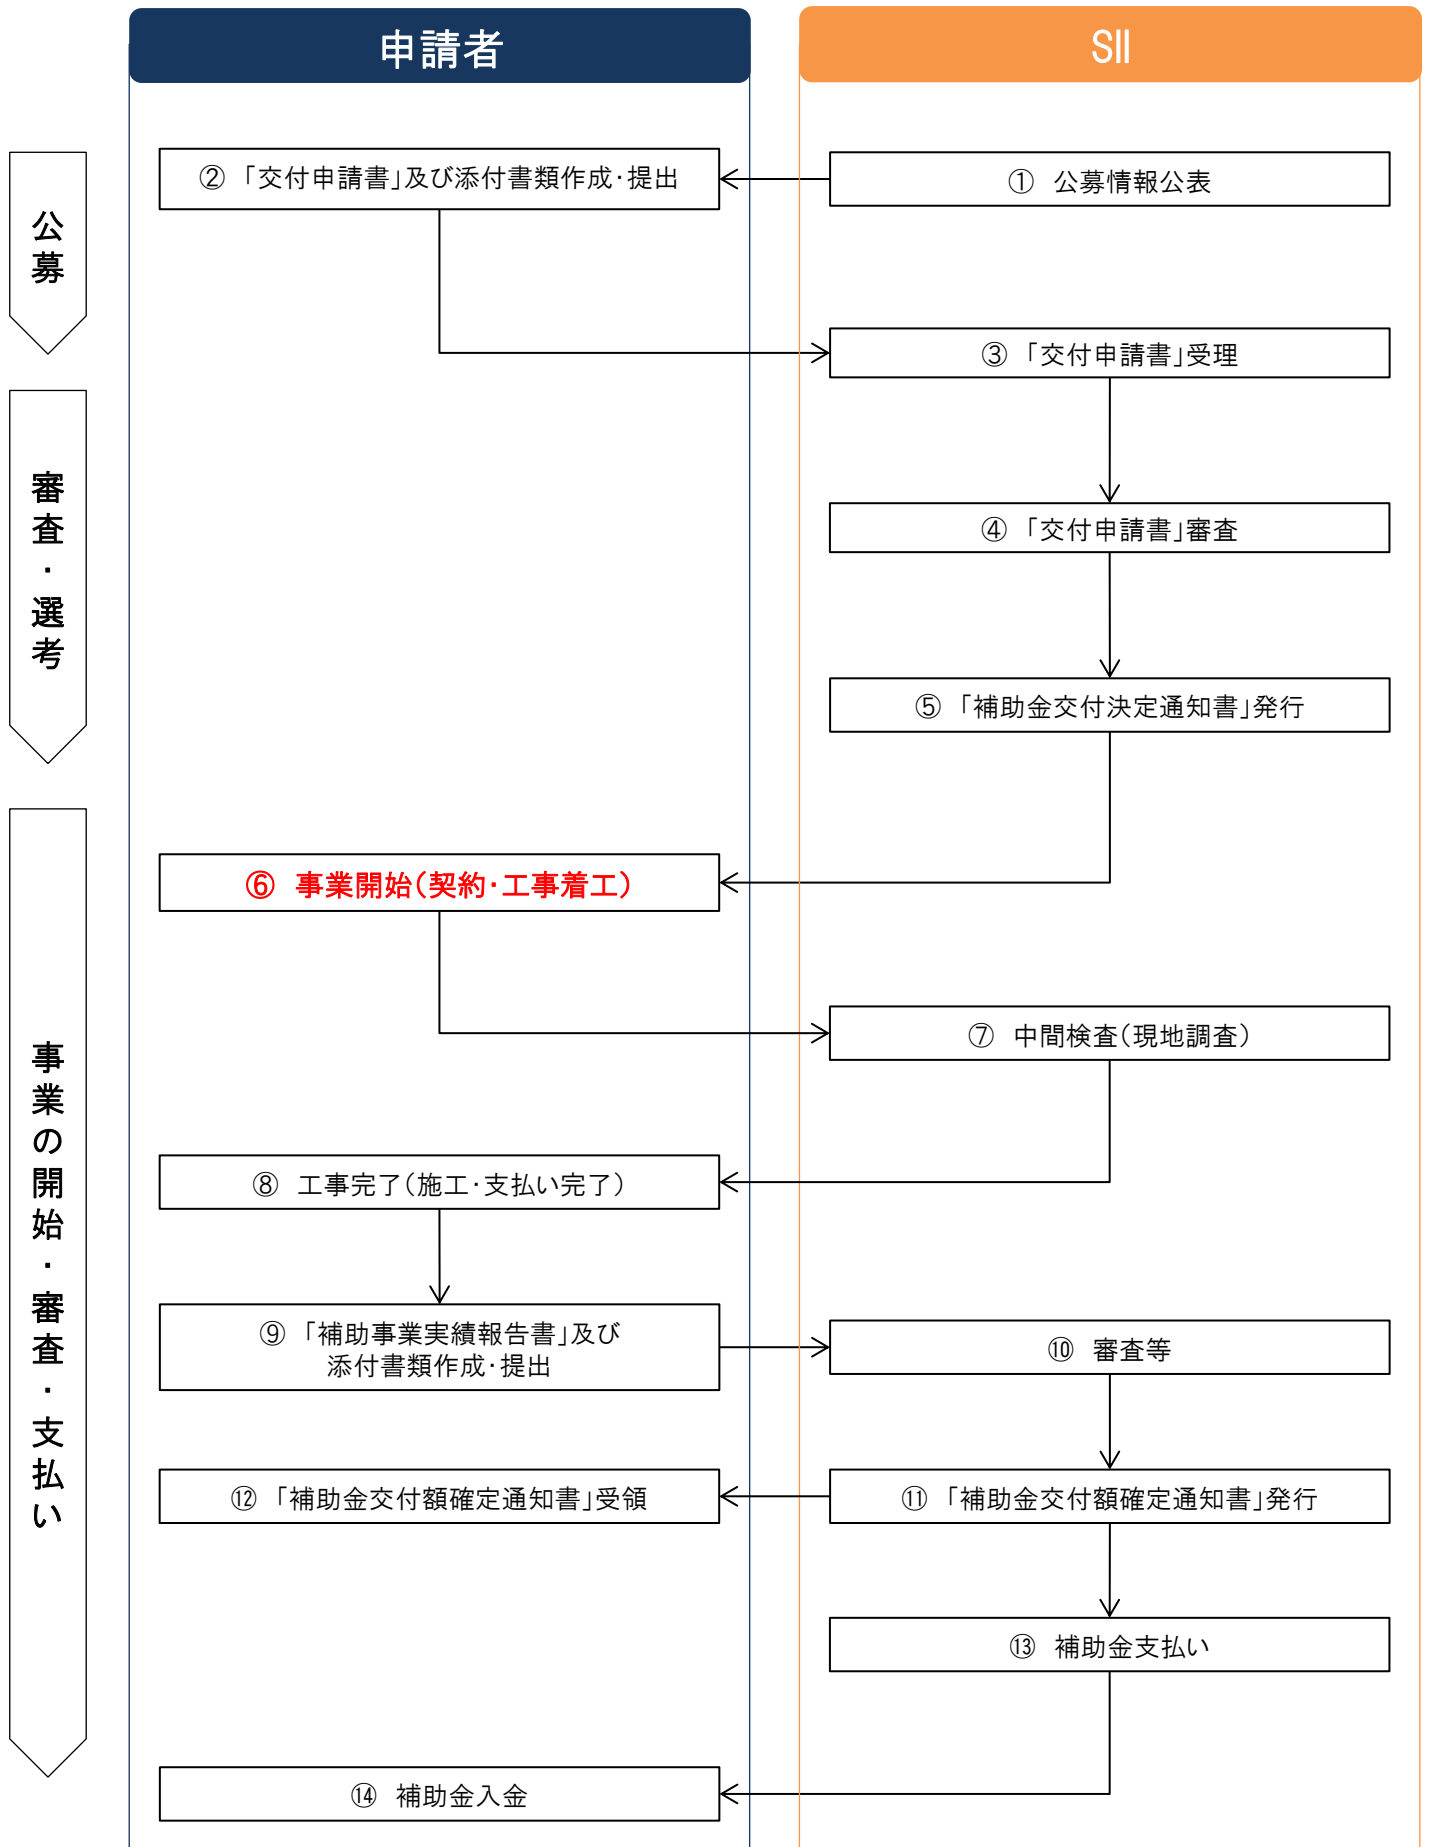 申請者
SII
公募
① 公募情報公表
②「交付申請書」及び添付書類作成・提出
③「交付申請書」受理
審査・選考
④「交付申請書」審査
⑤「補助金交付決定通知書」発行
事業の開始・審査・支払い
⑥ 事業開始(契約・工事着工)
⑦ 中間検査(現地調査)
⑧ 工事完了(施工・支払い完了)
⑨「補助事業実績報告書」及び
添付書類作成・提出
⑩ 審査等
⑪「補助金交付額確定通知書」発行
⑫「補助金交付額確定通知書」受領
⑬ 補助金支払い
⑭ 補助金入金